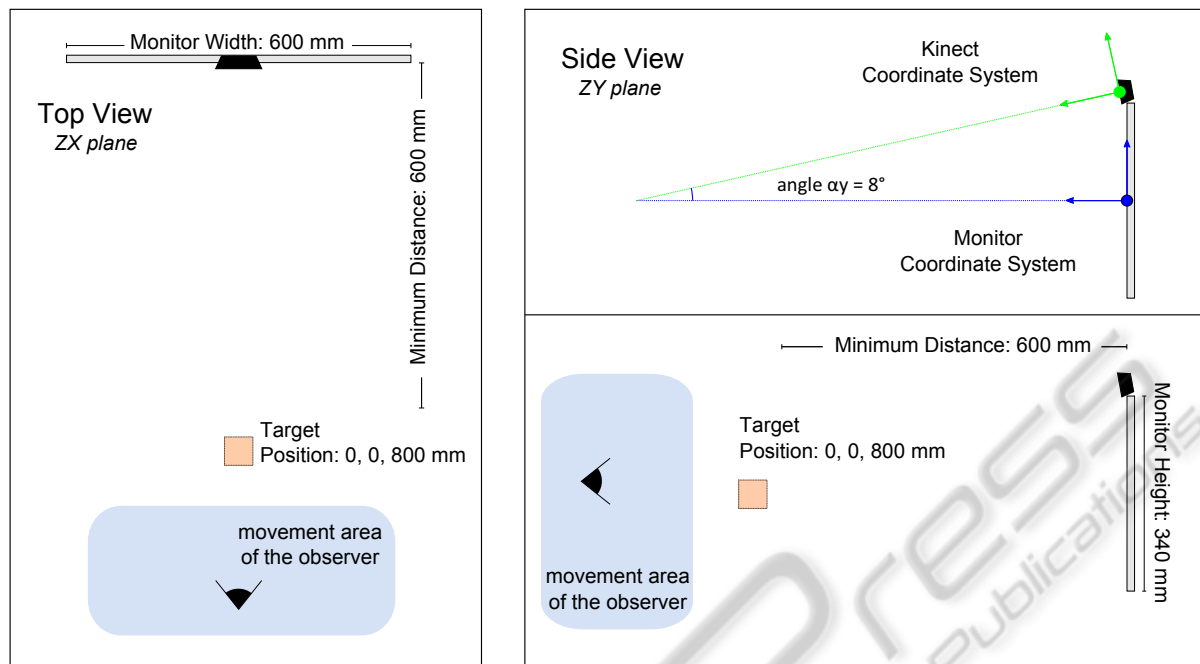 Monitor Width: 600 mm
Top View
ZX plane
Minimum Distance: 600 mm
Target
Position: 0, 0, 800 mm
movement area
of the observer
Side View
ZY plane
Kinect
Coordinate System
angle αy = 8°
Monitor
Coordinate System
Minimum Distance: 600 mm
Target
Position: 0, 0, 800 mm
Monitor Height: 340 mm
movement area
of the observer
Press
Publications